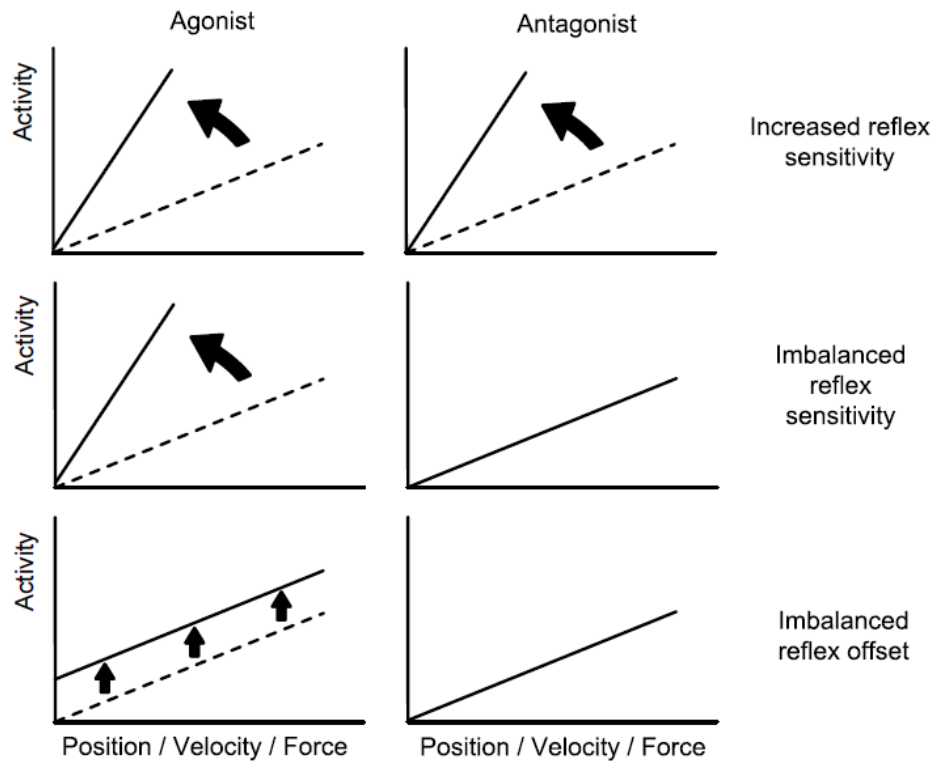 Agonist
Antagonist
Activity
Increased reflex
sensitivity
Activity
Imbalanced
reflex
sensitivity
Activity
Imbalanced
reflex offset
Position / Velocity / Force
Position / Velocity / Force